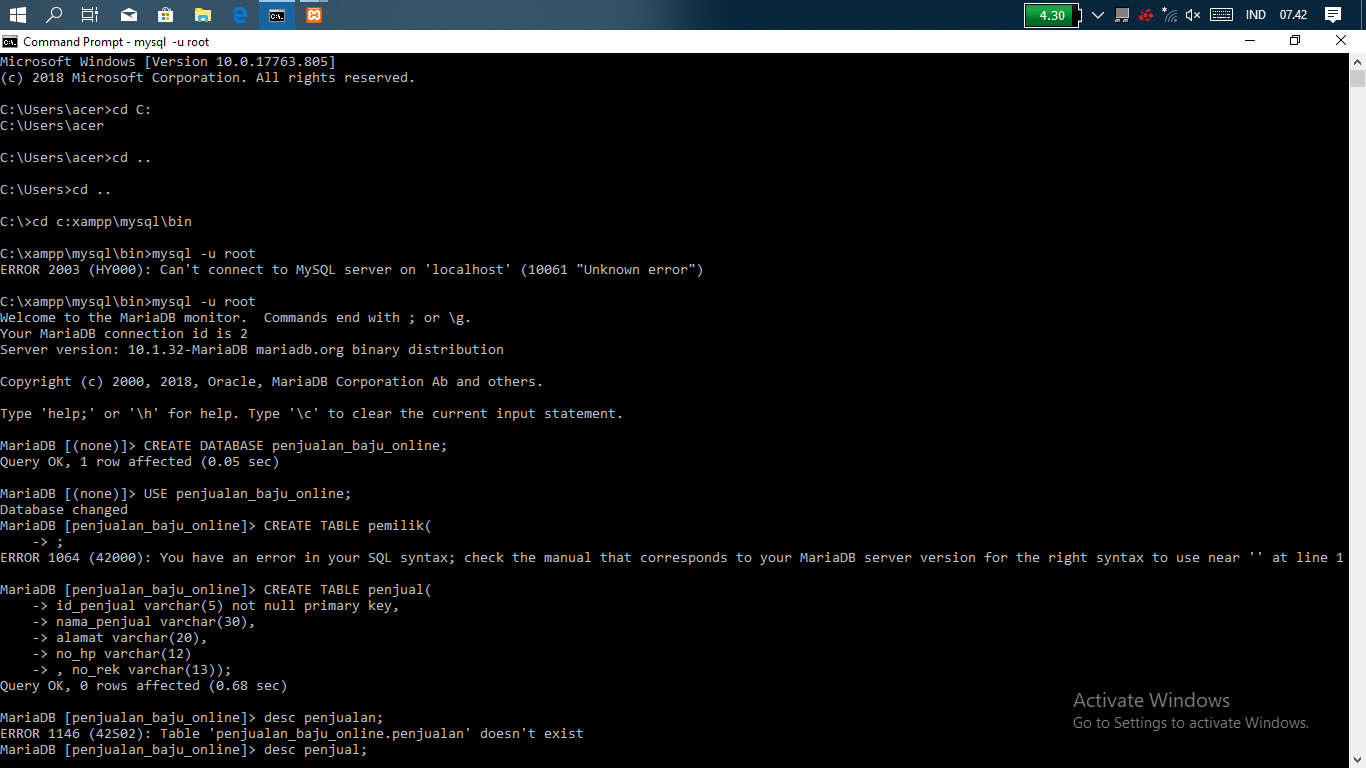 4.30
IND
07.42
Command Prompt - mysql  -u root
Microsoft Windows [Version 10.0.17763.805]
(c) 2018 Microsoft Corporation. All rights reserved.
C:\Users\acer>cd C:
C:\Users\acer
C:\Users\acer>cd ..
C:\Users>cd ..
C:\>cd c:xampp\mysql\bin
C:\xampp\mysql\bin>mysql -u root
ERROR 2003 (HY000): Can't connect to MySQL server on 'localhost' (10061 "Unknown error")
C:\xampp\mysql\bin>mysql -u root
Welcome to the MariaDB monitor.  Commands end with ; or \g.
Your MariaDB connection id is 2
Server version: 10.1.32-MariaDB mariadb.org binary distribution
Copyright (c) 2000, 2018, Oracle, MariaDB Corporation Ab and others.
Type 'help;' or '\h' for help. Type '\c' to clear the current input statement.
MariaDB [(none)]> CREATE DATABASE penjualan_baju_online;
Query OK, 1 row affected (0.05 sec)
MariaDB [(none)]> USE penjualan_baju_online;
Database changed
MariaDB [penjualan_baju_online]> CREATE TABLE pemilik(
    -> ;
ERROR 1064 (42000): You have an error in your SQL syntax; check the manual that corresponds to your MariaDB server version for the right syntax to use near '' at line 1
MariaDB [penjualan_baju_online]> CREATE TABLE penjual(
    -> id_penjual varchar(5) not null primary key,
    -> nama_penjual varchar(30),
    -> alamat varchar(20),
    -> no_hp varchar(12)
    -> , no_rek varchar(13));
Query OK, 0 rows affected (0.68 sec)
MariaDB [penjualan_baju_online]> desc penjualan;
ERROR 1146 (42S02): Table 'penjualan_baju_online.penjualan' doesn't exist
MariaDB [penjualan_baju_online]> desc penjual;
Activate Windows
Go to Settings to activate Windows.